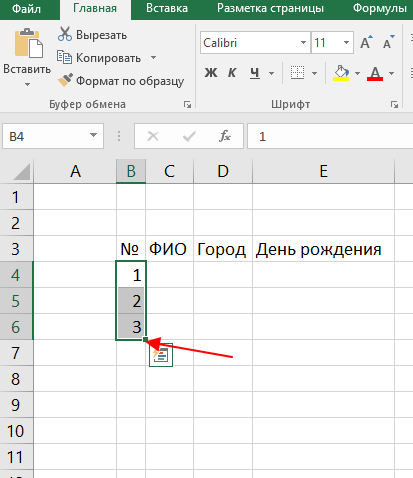 Файл Главная Вставка Разметка страницы Формулы
Вставить
Вырезать
Копировать
Формат по образцу
Буфер обмена
Calibri 11 A A
Ж К Ч A
Шрифт
B4 fx 1
A B C D E
1
2
3 № ФИО Город День рождения
4 1
5 2
6 3
7
8
9
10
11